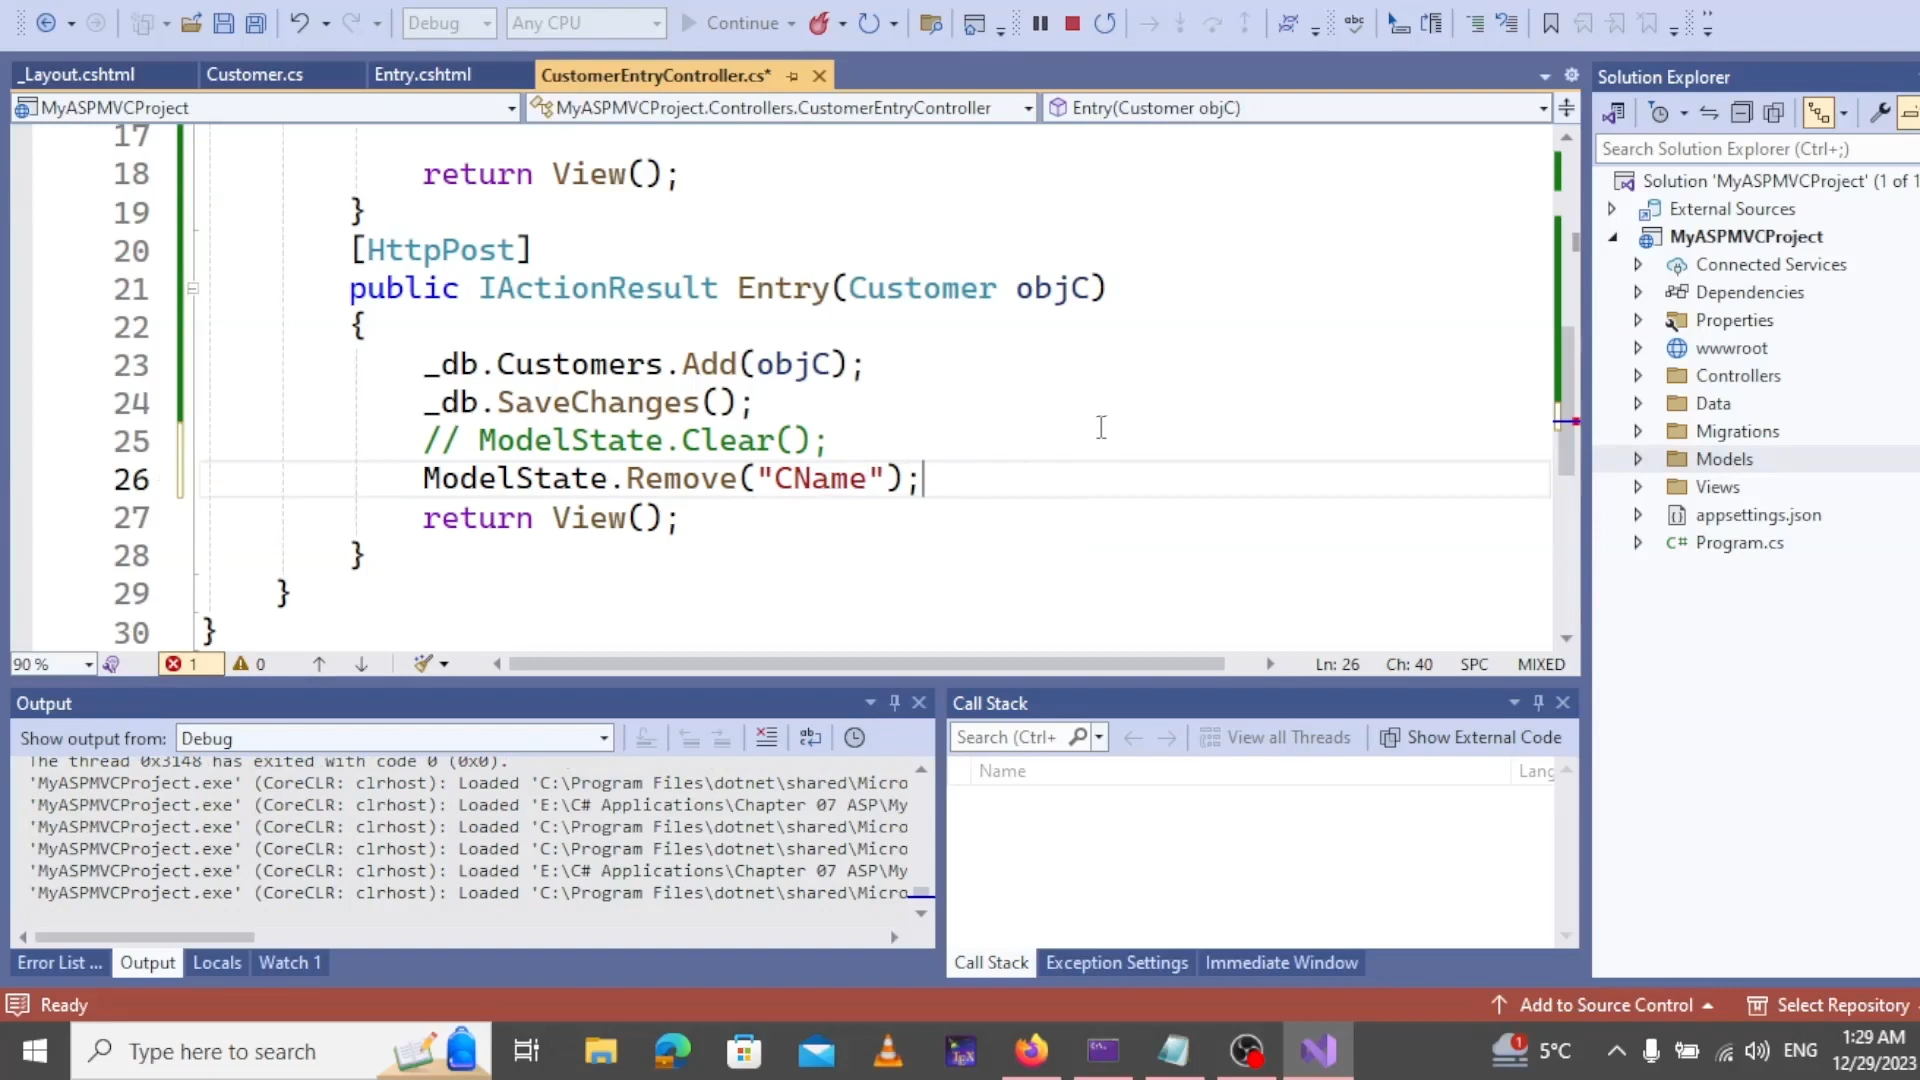 Debug
Any CPU
Continue
abc
_Layout.cshtml
Customer.cs
Entry.cshtml
CustomerEntryController.cs*
Solution Explorer
MyASPMVCProject
MyASPMVCProject.Controllers.CustomerEntryController
Entry(Customer objC)
Search Solution Explorer (Ctrl+;)
Solution 'MyASPMVCProject' (1 of 1
External Sources
MyASPMVCProject
Connected Services
Dependencies
Properties
wwwroot
Controllers
Data
Migrations
Models
Views
appsettings.json
C# Program.cs
17
18 return View();
19 }
20 [HttpPost]
21 public IActionResult Entry(Customer objC)
22 {
23 _db.Customers.Add(objC);
24 _db.SaveChanges();
25 // ModelState.Clear();
26 ModelState.Remove("CName");
27 return View();
28 }
29 }
30 }
90 %
1
0
Ln: 26
Ch: 40
SPC
MIXED
Output
Show output from: Debug
The thread 0x3148 has exited with code 0 (0x0).
'MyASPMVCProject.exe' (CoreCLR: clrhost): Loaded 'C:\Program Files\dotnet\shared\Micro
'MyASPMVCProject.exe' (CoreCLR: clrhost): Loaded 'E:\C# Applications\Chapter 07 ASP\My
'MyASPMVCProject.exe' (CoreCLR: clrhost): Loaded 'C:\Program Files\dotnet\shared\Micro
'MyASPMVCProject.exe' (CoreCLR: clrhost): Loaded 'C:\Program Files\dotnet\shared\Micro
'MyASPMVCProject.exe' (CoreCLR: clrhost): Loaded 'E:\C# Applications\Chapter 07 ASP\My
'MyASPMVCProject.exe' (CoreCLR: clrhost): Loaded 'C:\Program Files\dotnet\shared\Micro
Error List ...
Output
Locals
Watch 1
Call Stack
Search (Ctrl+
View all Threads
Show External Code
Name
Lang
Call Stack
Exception Settings
Immediate Window
Ready
Add to Source Control
Select Repository
Type here to search
1
5°C
ENG
1:29 AM
12/29/2023